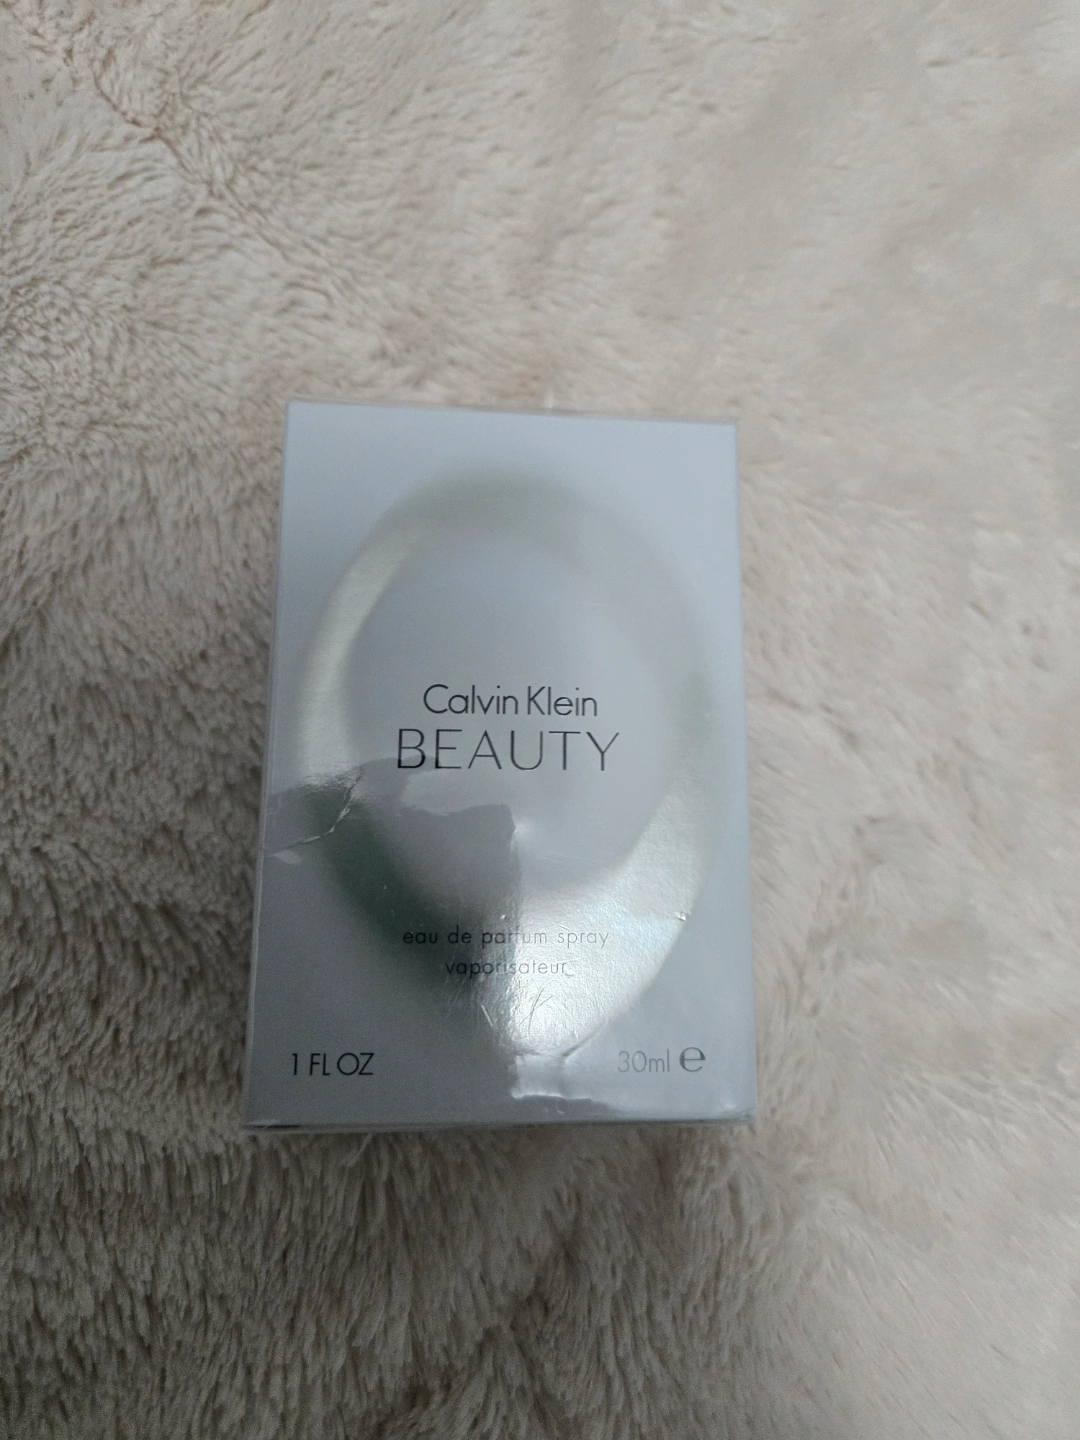 Calvin Klein
BEAUTY
eau de parfum spray
vaporisateur
1 FL OZ
30ml ℮